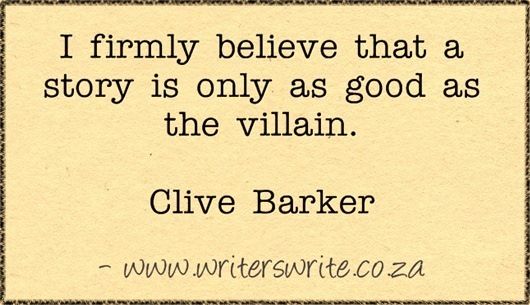 I firmly believe that a
story is only as good as
the villain.
Clive Barker
- www.writerswrite.co.za